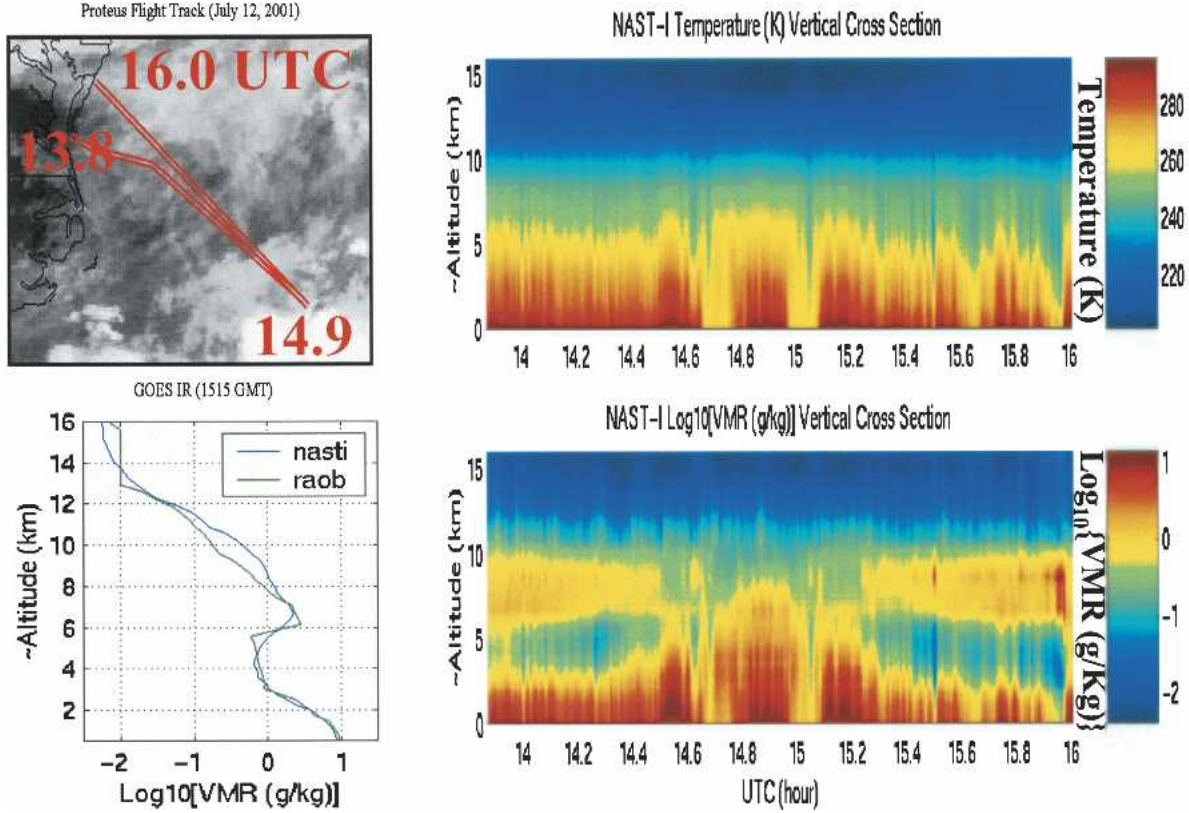 Proteus Flight Track (July 12, 2001)
16.0 UTC
13.8
14.9
GOES IR (1515 GMT)
NAST-I Temperature (K) Vertical Cross Section
~Altitude (km)
15
10
5
0
14 14.2 14.4 14.6 14.8 15 15.2 15.4 15.6 15.8 16
Temperature (K)
280
260
240
220
16
14
12
10
8
6
4
2
~Altitude (km)
nasti
raob
-2 -1 0 1
Log10[VMR (g/kg)]
NAST-I Log10[VMR (g/kg)] Vertical Cross Section
~Altitude (km)
15
10
5
0
14 14.2 14.4 14.6 14.8 15 15.2 15.4 15.6 15.8 16
UTC (hour)
Log10{VMR (g/Kg)}
1
0
-1
-2